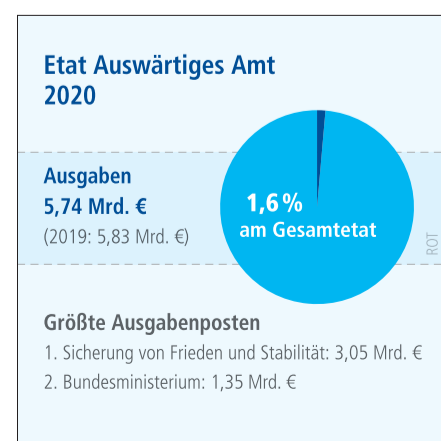 Etat Auswärtiges Amt
2020
Ausgaben
5,74 Mrd. €
(2019: 5,83 Mrd. €)
1,6 %
am Gesamtetat
ROT
Größte Ausgabenposten
1. Sicherung von Frieden und Stabilität: 3,05 Mrd. €
2. Bundesministerium: 1,35 Mrd. €